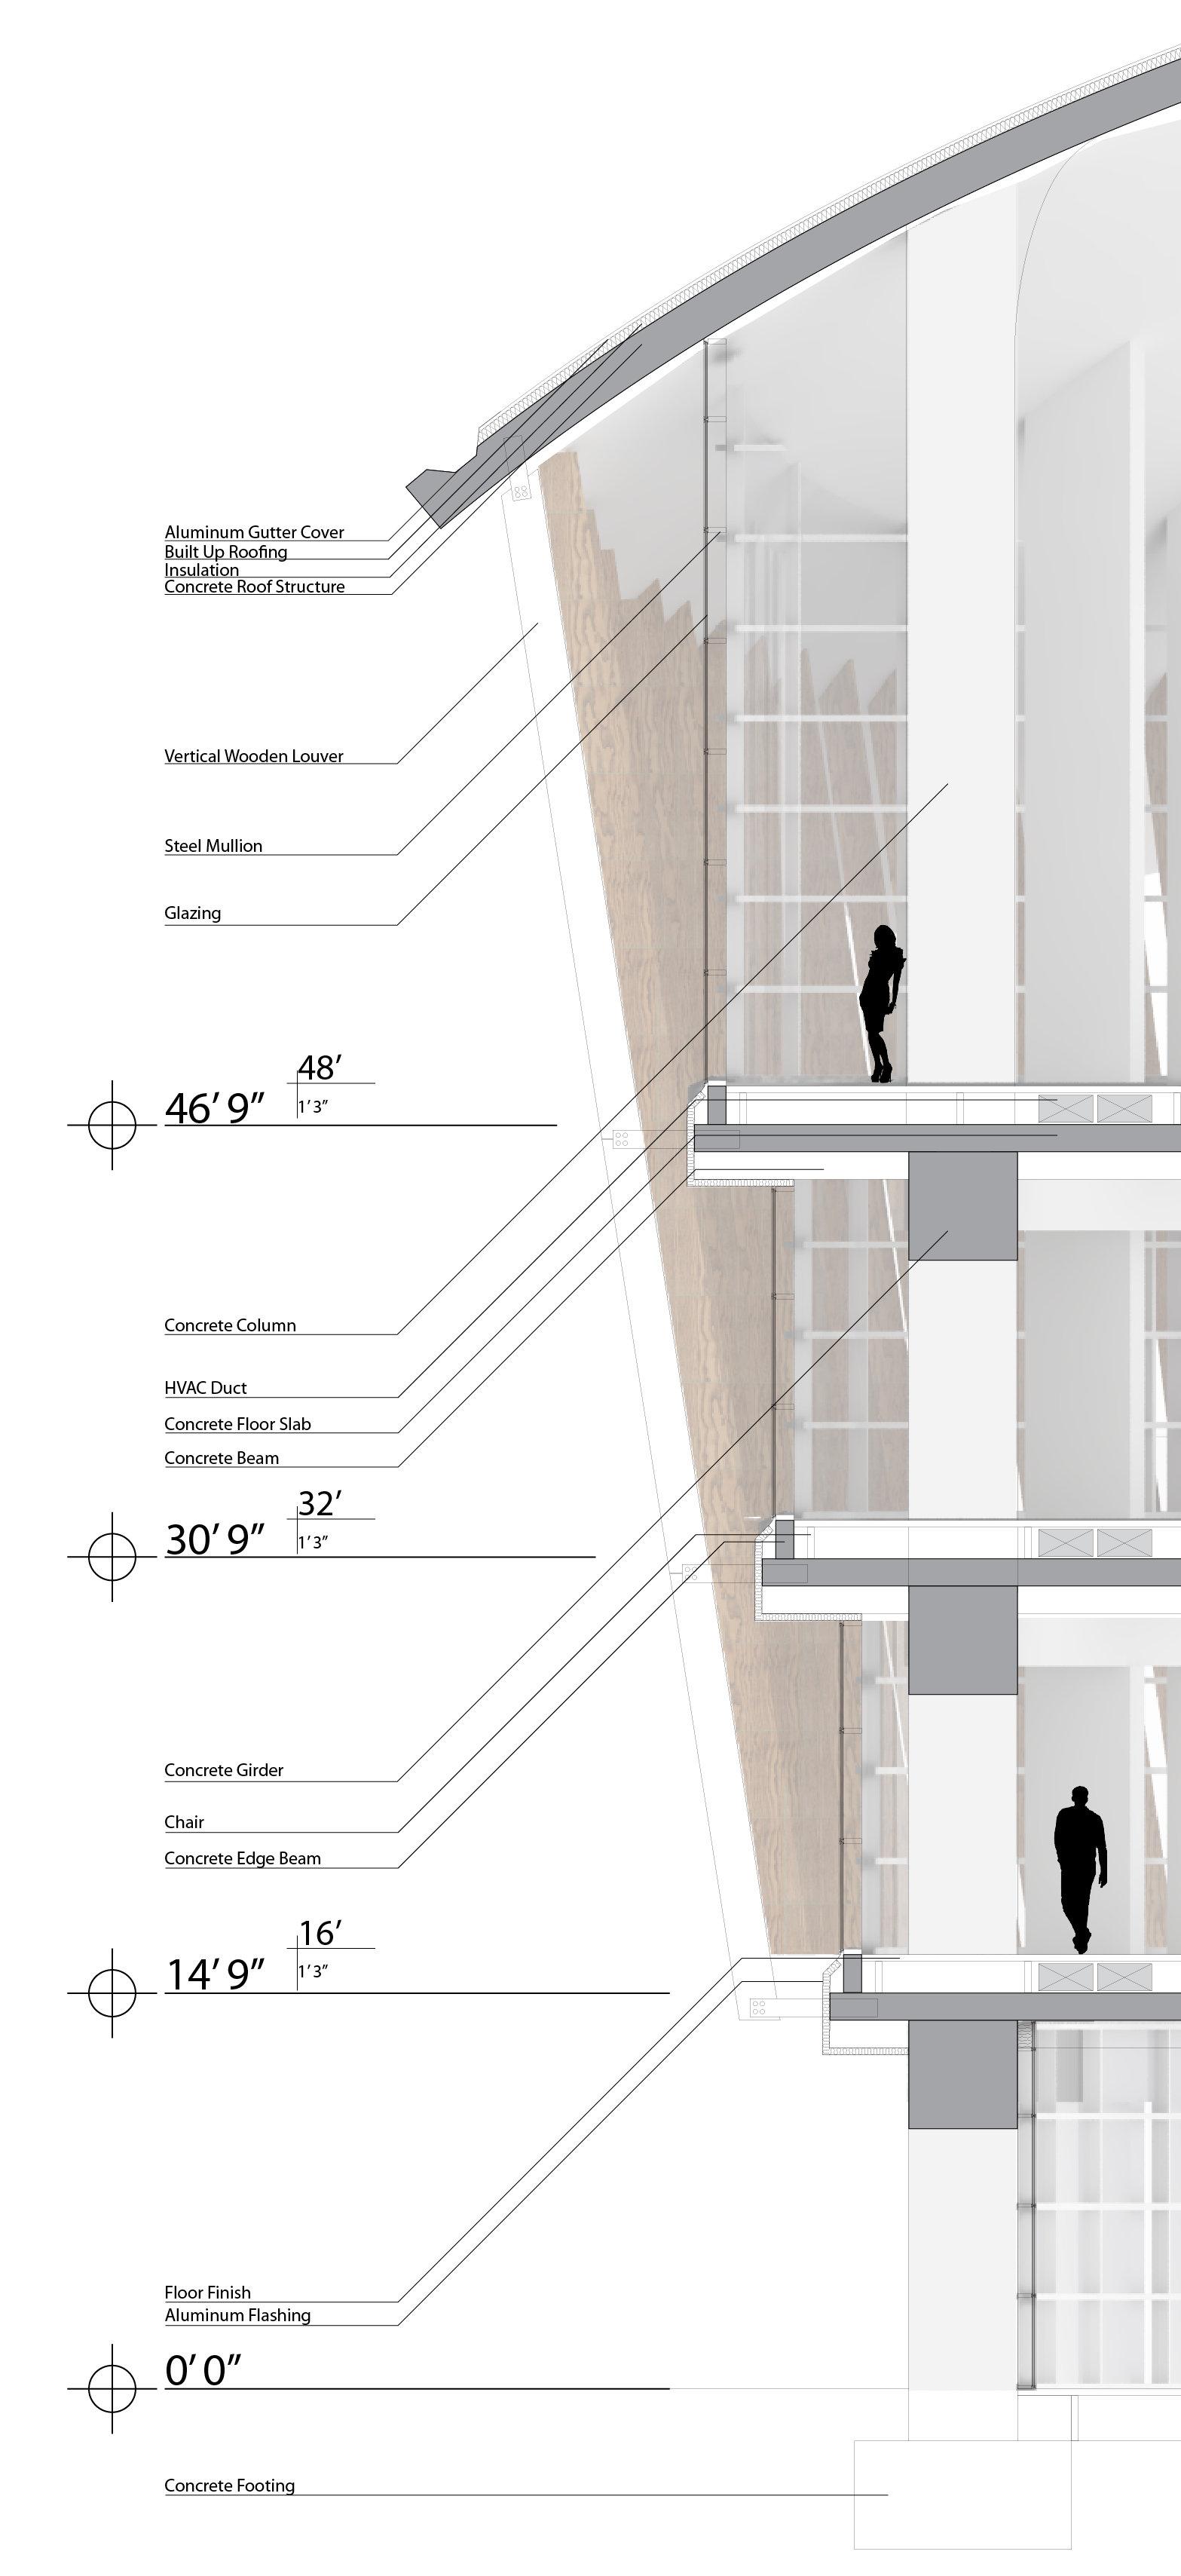 Aluminum Gutter Cover
Built Up Roofing
Insulation
Concrete Roof Structure
Vertical Wooden Louver
Steel Mullion
Glazing
48’
46’ 9”
1’ 3”
Concrete Column
HVAC Duct
Concrete Floor Slab
Concrete Beam
32’
30’ 9”
1’ 3”
Concrete Girder
Chair
Concrete Edge Beam
16’
14’ 9”
1’ 3”
Floor Finish
Aluminum Flashing
0’ 0”
Concrete Footing